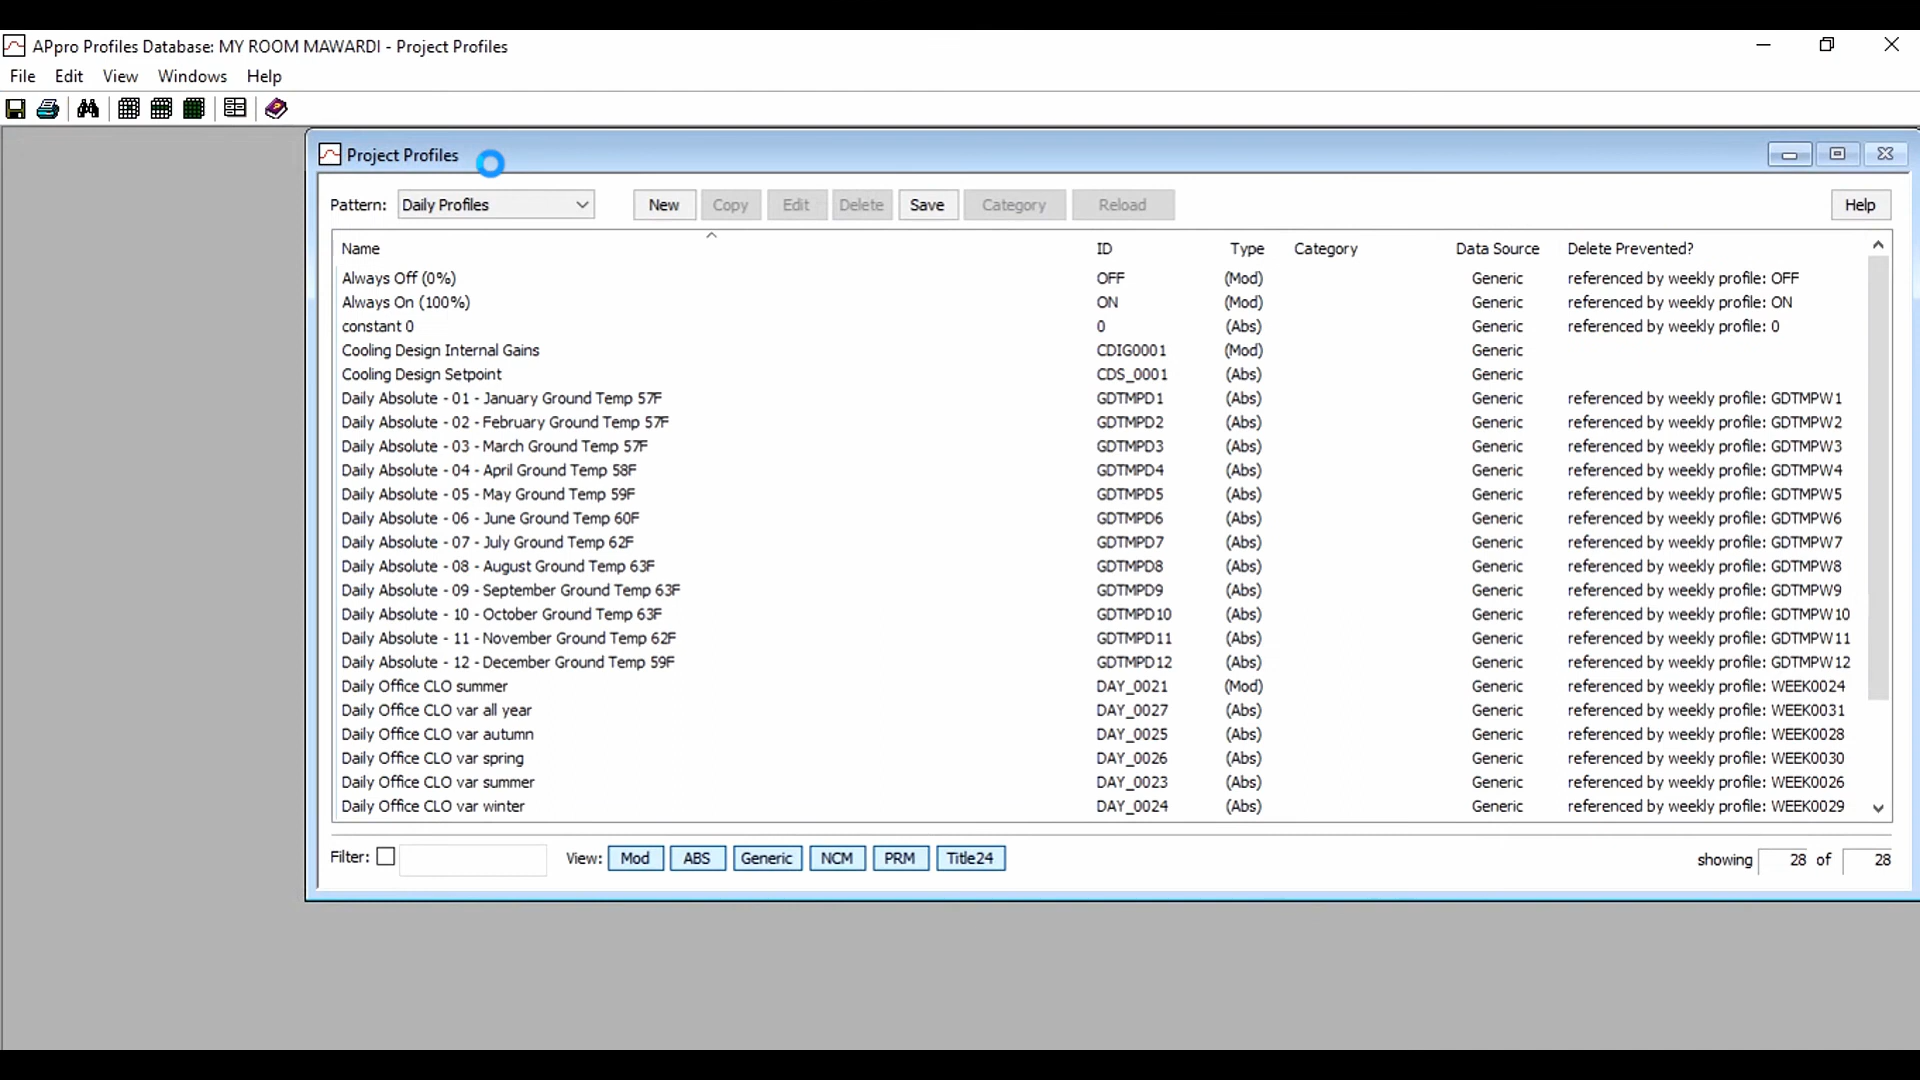 APpro Profiles Database: MY ROOM MAWARDI - Project Profiles
File Edit View Windows Help
Project Profiles
Pattern: Daily Profiles New Copy Edit Delete Save Category Reload Help
Name ID Type Category Data Source Delete Prevented?
Always Off (0%) OFF (Mod) Generic referenced by weekly profile: OFF
Always On (100%) ON (Mod) Generic referenced by weekly profile: ON
constant 0 0 (Abs) Generic referenced by weekly profile: 0
Cooling Design Internal Gains CDIG0001 (Mod) Generic
Cooling Design Setpoint CDS_0001 (Abs) Generic
Daily Absolute - 01 - January Ground Temp 57F GDTMPD1 (Abs) Generic referenced by weekly profile: GDTMPW1
Daily Absolute - 02 - February Ground Temp 57F GDTMPD2 (Abs) Generic referenced by weekly profile: GDTMPW2
Daily Absolute - 03 - March Ground Temp 57F GDTMPD3 (Abs) Generic referenced by weekly profile: GDTMPW3
Daily Absolute - 04 - April Ground Temp 58F GDTMPD4 (Abs) Generic referenced by weekly profile: GDTMPW4
Daily Absolute - 05 - May Ground Temp 59F GDTMPD5 (Abs) Generic referenced by weekly profile: GDTMPW5
Daily Absolute - 06 - June Ground Temp 60F GDTMPD6 (Abs) Generic referenced by weekly profile: GDTMPW6
Daily Absolute - 07 - July Ground Temp 62F GDTMPD7 (Abs) Generic referenced by weekly profile: GDTMPW7
Daily Absolute - 08 - August Ground Temp 63F GDTMPD8 (Abs) Generic referenced by weekly profile: GDTMPW8
Daily Absolute - 09 - September Ground Temp 63F GDTMPD9 (Abs) Generic referenced by weekly profile: GDTMPW9
Daily Absolute - 10 - October Ground Temp 63F GDTMPD10 (Abs) Generic referenced by weekly profile: GDTMPW10
Daily Absolute - 11 - November Ground Temp 62F GDTMPD11 (Abs) Generic referenced by weekly profile: GDTMPW11
Daily Absolute - 12 - December Ground Temp 59F GDTMPD12 (Abs) Generic referenced by weekly profile: GDTMPW12
Daily Office CLO summer DAY_0021 (Mod) Generic referenced by weekly profile: WEEK0024
Daily Office CLO var all year DAY_0027 (Abs) Generic referenced by weekly profile: WEEK0031
Daily Office CLO var autumn DAY_0025 (Abs) Generic referenced by weekly profile: WEEK0028
Daily Office CLO var spring DAY_0026 (Abs) Generic referenced by weekly profile: WEEK0030
Daily Office CLO var summer DAY_0023 (Abs) Generic referenced by weekly profile: WEEK0026
Daily Office CLO var winter DAY_0024 (Abs) Generic referenced by weekly profile: WEEK0029
Filter: View: Mod ABS Generic NCM PRM Title24 showing 28 of 28